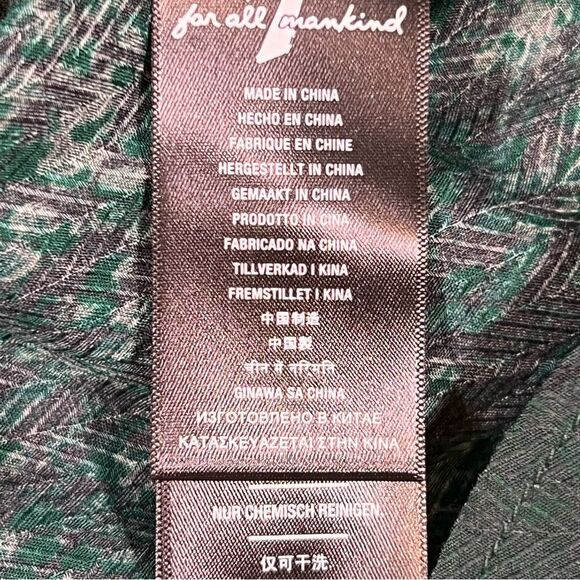 for all mankind
MADE IN CHINA
HECHO EN CHINA
FABRIQUE EN CHINE
HERGESTELLT IN CHINA
GEMAAKT IN CHINA
PRODOTTO IN CINA
FABRICADO NA CHINA
TILLVERKAD I KINA
FREMSTILLET I KINA
中国制造
中国製
चीन में नरिमति
GINAWA SA CHINA
ИЗГОТОВЛЕНО В КИТАЕ
ΚΑΤΑΣΚΕΥΑΖΕΤΑΙ ΣΤΗΝ ΚΙΝΑ
NUR CHEMISCH REINIGEN.
仅可干洗.